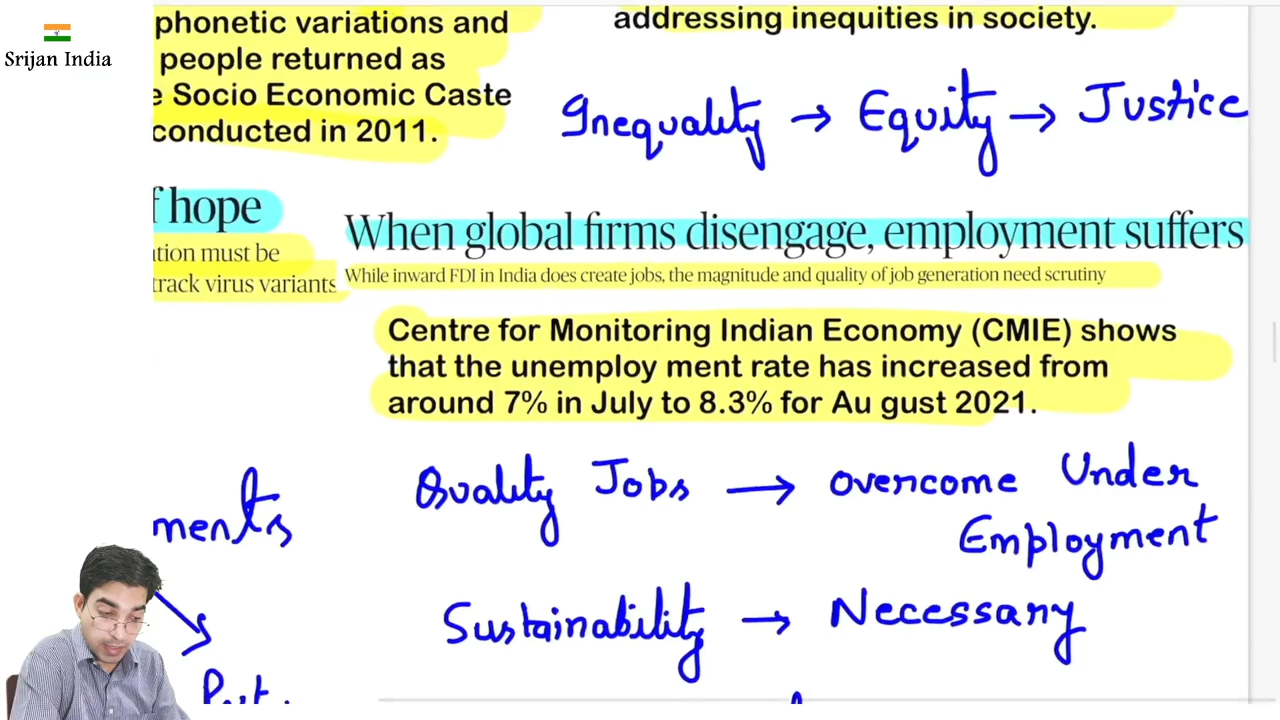 Srijan India
phonetic variations and
people returned as
e Socio Economic Caste
conducted in 2011.
addressing inequities in society.
Inequality → Equity → Justice
f hope
ution must be
track virus variants
When global firms disengage, employment suffers
While inward FDI in India does create jobs, the magnitude and quality of job generation need scrutiny
Centre for Monitoring Indian Economy (CMIE) shows
that the unemploy ment rate has increased from
around 7% in July to 8.3% for Au gust 2021.
Quality Jobs → overcome Under
Employment
ments
Sustainability → Necessary